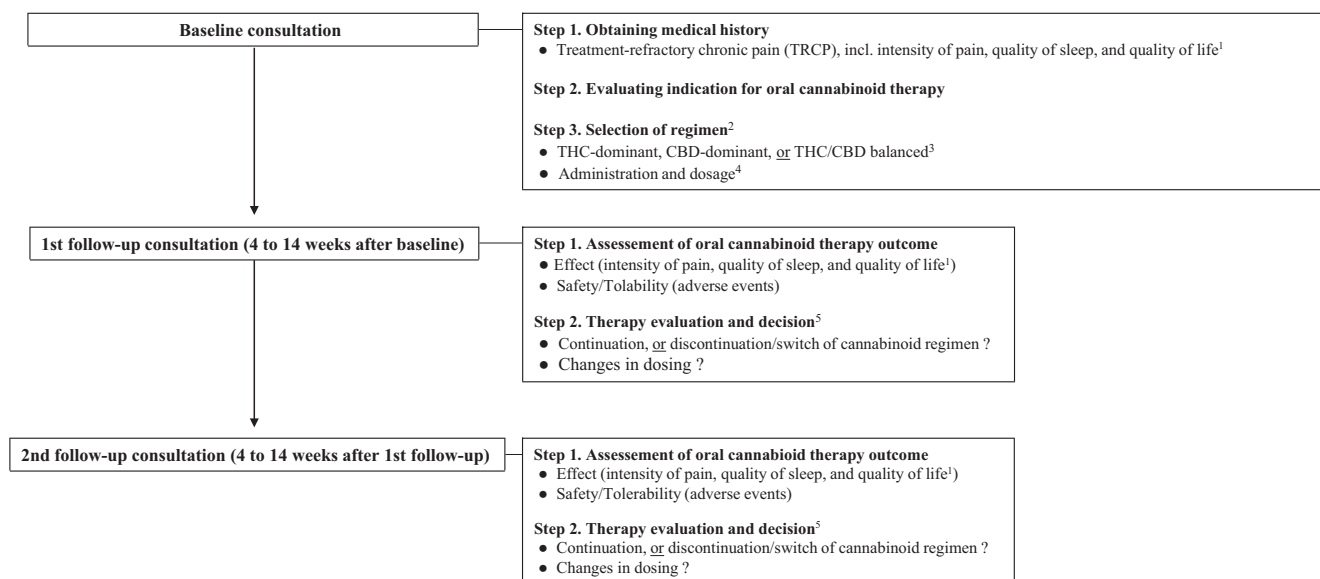 Baseline consultation
Step 1. Obtaining medical history
● Treatment-refractory chronic pain (TRCP), incl. intensity of pain, quality of sleep, and quality of life¹
Step 2. Evaluating indication for oral cannabinoid therapy
Step 3. Selection of regimen²
● THC-dominant, CBD-dominant, or THC/CBD balanced³
● Administration and dosage⁴
1st follow-up consultation (4 to 14 weeks after baseline)
Step 1. Assessement of oral cannabinoid therapy outcome
● Effect (intensity of pain, quality of sleep, and quality of life¹)
● Safety/Tolability (adverse events)
Step 2. Therapy evaluation and decision⁵
● Continuation, or discontinuation/switch of cannabinoid regimen ?
● Changes in dosing ?
2nd follow-up consultation (4 to 14 weeks after 1st follow-up)
Step 1. Assessment of oral cannabioid therapy outcome
● Effect (intensity of pain, quality of sleep, and quality of life¹)
● Safety/Tolerability (adverse events)
Step 2. Therapy evaluation and decision⁵
● Continuation, or discontinuation/switch of cannabinoid regimen ?
● Changes in dosing ?